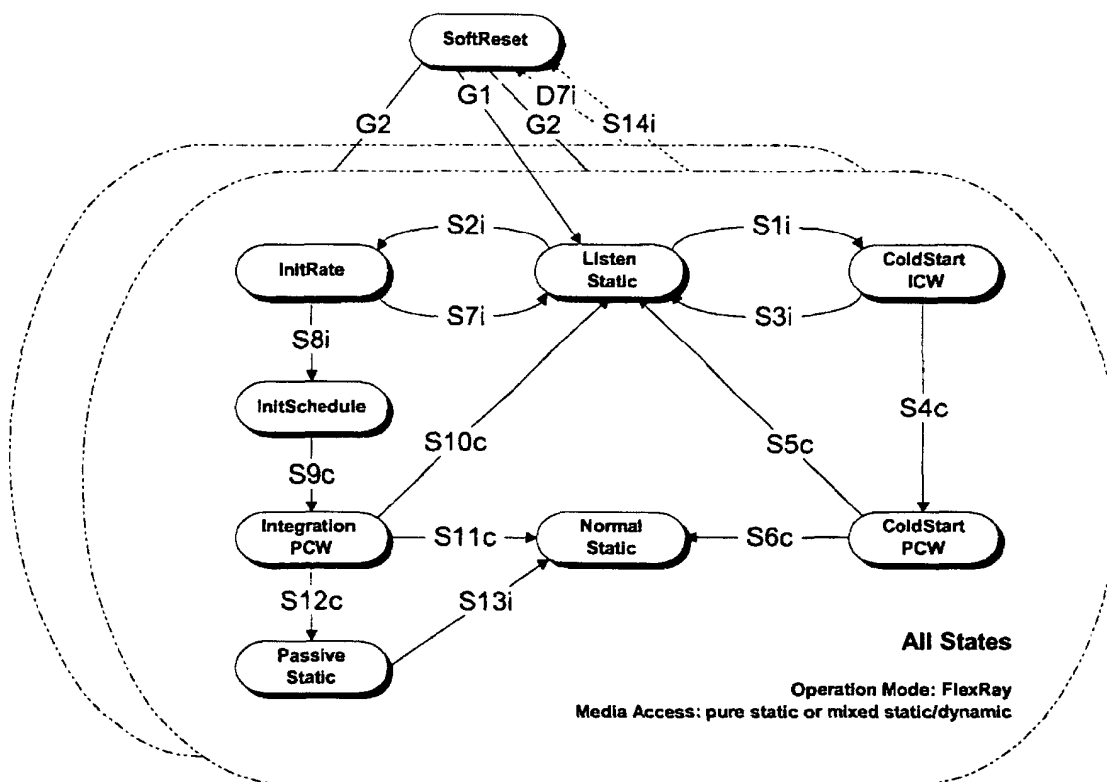 SoftReset
G2
G1
G2
D7i
S14i
S2i
S1i
InitRate
Listen
Static
ColdStart
ICW
S7i
S3i
S8i
InitSchedule
S4c
S10c
S5c
S9c
Integration
PCW
S11c
Normal
Static
S6c
ColdStart
PCW
S12c
S13i
Passive
Static
All States
Operation Mode: FlexRay
Media Access: pure static or mixed static/dynamic